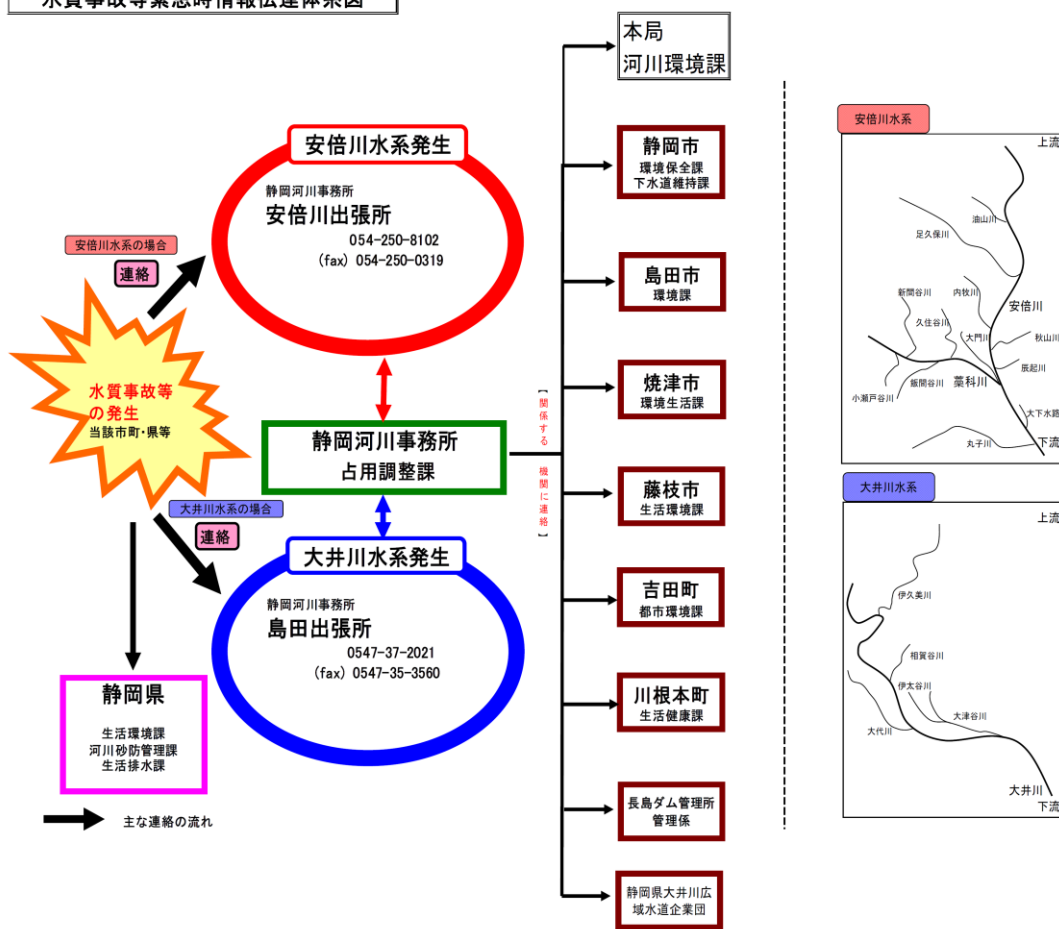 水質事故等緊急時情報伝達体系図
本局
河川環境課
安倍川水系発生
静岡河川事務所
安倍川出張所
054-250-8102
(fax) 054-250-0319
安倍川水系の場合
連絡
水質事故等
の発生
当該市町・県等
静岡河川事務所
占用調整課
大井川水系の場合
連絡
大井川水系発生
静岡河川事務所
島田出張所
0547-37-2021
(fax) 0547-35-3560
静岡県
生活環境課
河川砂防管理課
生活排水課
主な連絡の流れ
【関係する 機関に連絡】
静岡市
環境保全課
下水道維持課
島田市
環境課
焼津市
環境生活課
藤枝市
生活環境課
吉田町
都市環境課
川根本町
生活健康課
長島ダム管理所
管理係
静岡県大井川広
域水道企業団
安倍川水系
上流
油山川
足久保川
新間谷川
内牧川
安倍川
久住谷川
大門川
秋山川
辰起川
飯間谷川
藁科川
小瀬戸谷川
大下水路
丸子川
下流
大井川水系
上流
伊久美川
相賀谷川
伊太谷川
大津谷川
大代川
大井川
下流